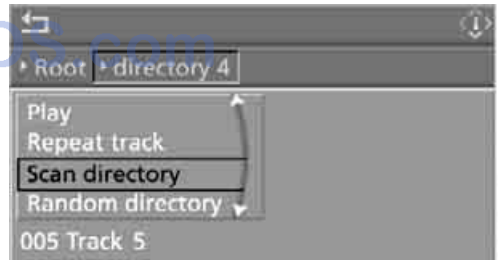 Root directory 4
Play
Repeat track
Scan directory
Random directory
005 Track 5